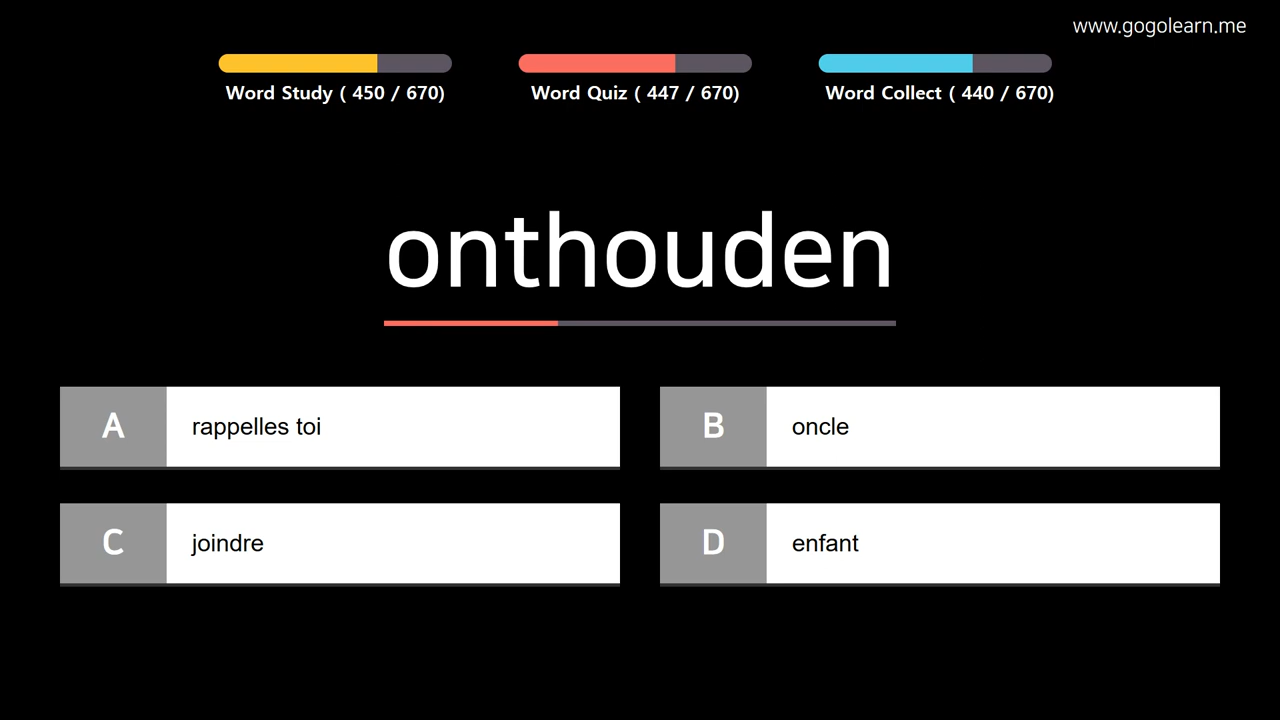 www.gogolearn.me
Word Study ( 450 / 670)
Word Quiz ( 447 / 670)
Word Collect ( 440 / 670)
onthouden
A rappelles toi
B oncle
C joindre
D enfant